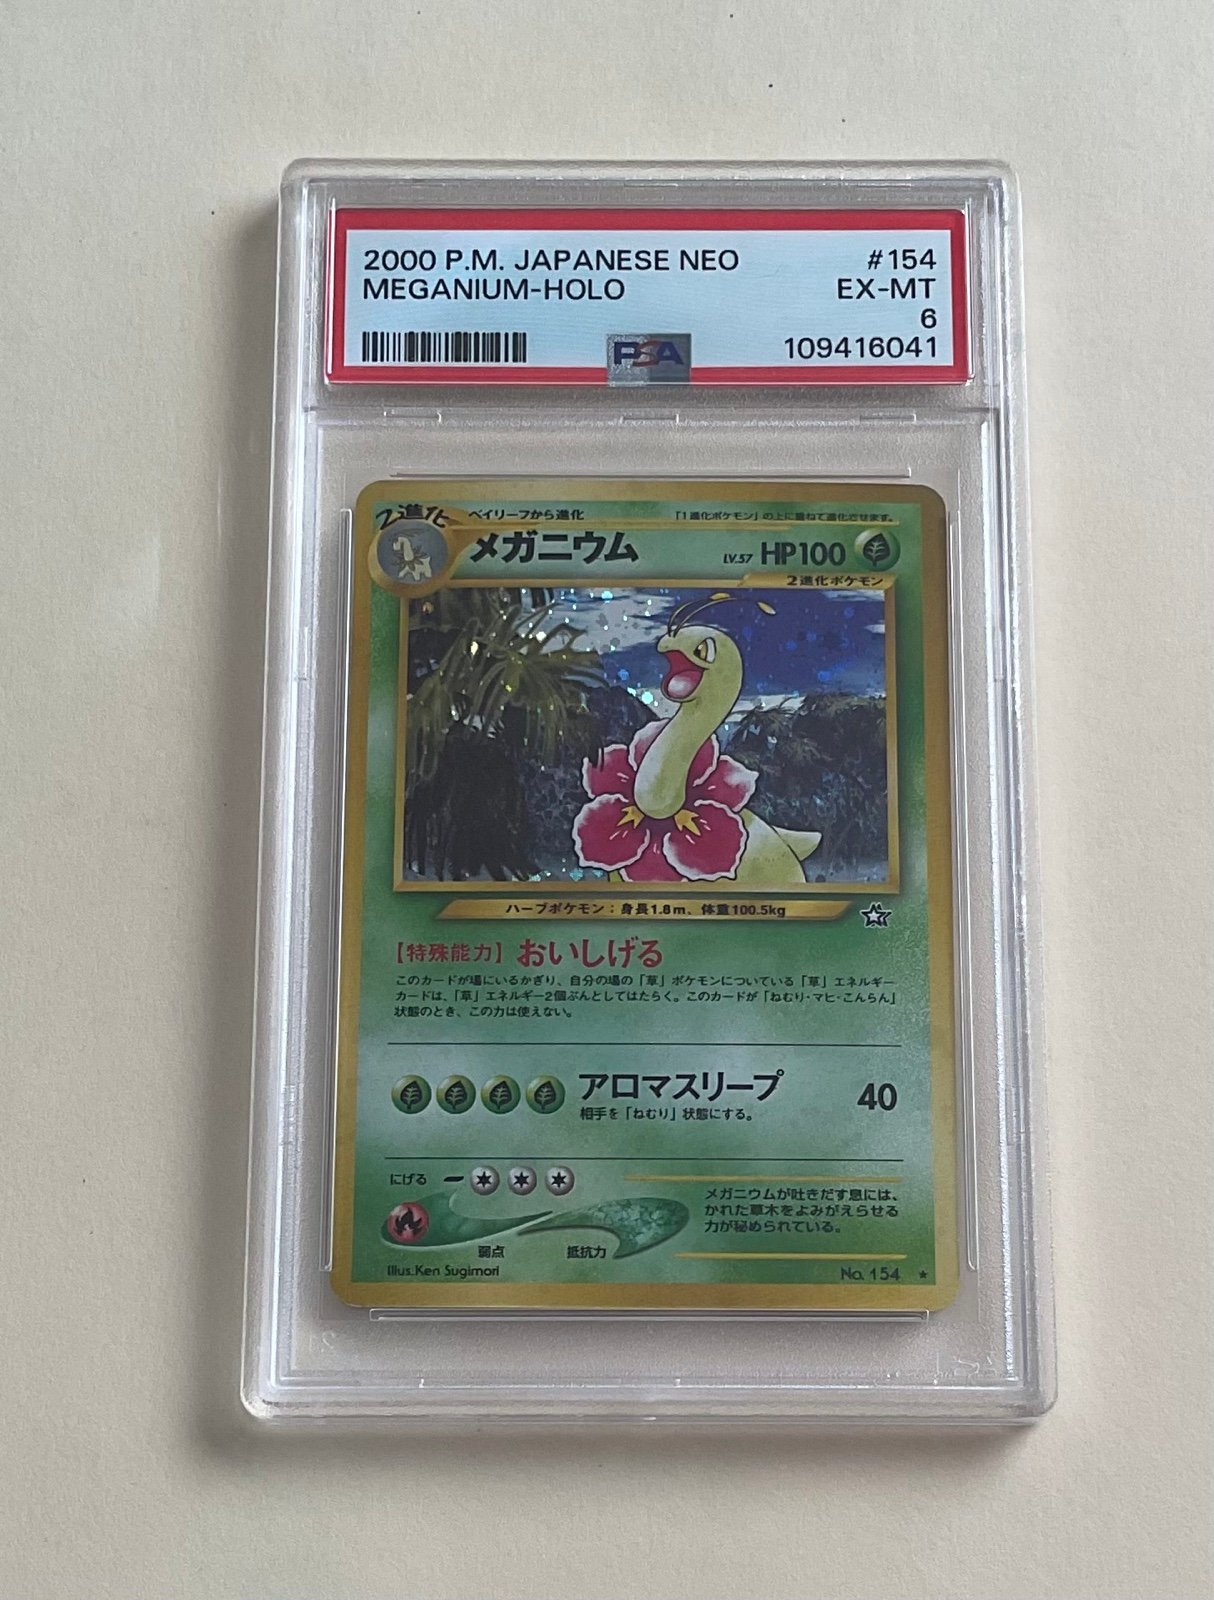 2000 P.M. JAPANESE NEO #154
MEGANIUM-HOLO EX-MT
6
PSA 109416041
2進化 ベイリーフから進化 「1進化ポケモン」の上に重ねて進化させます。
メガニウム LV.57 HP100
2進化ポケモン
ハーブポケモン:身長1.8m、体重100.5kg
【特殊能力】おいしげる
このカードが場にいるかぎり、自分の場の「草」ポケモンについている「草」エネルギー
カードは、「草」エネルギー2個ぶんとしてはたらく。このカードが「ねむり・マヒ・こんらん」
状態のとき、この力は使えない。
アロマスリープ 40
相手を「ねむり」状態にする。
にげる
メガニウムが吐きだす息には、
かれた草木をよみがえらせる
力が秘められている。
弱点 抵抗力
Illus.Ken Sugimori No. 154 ★